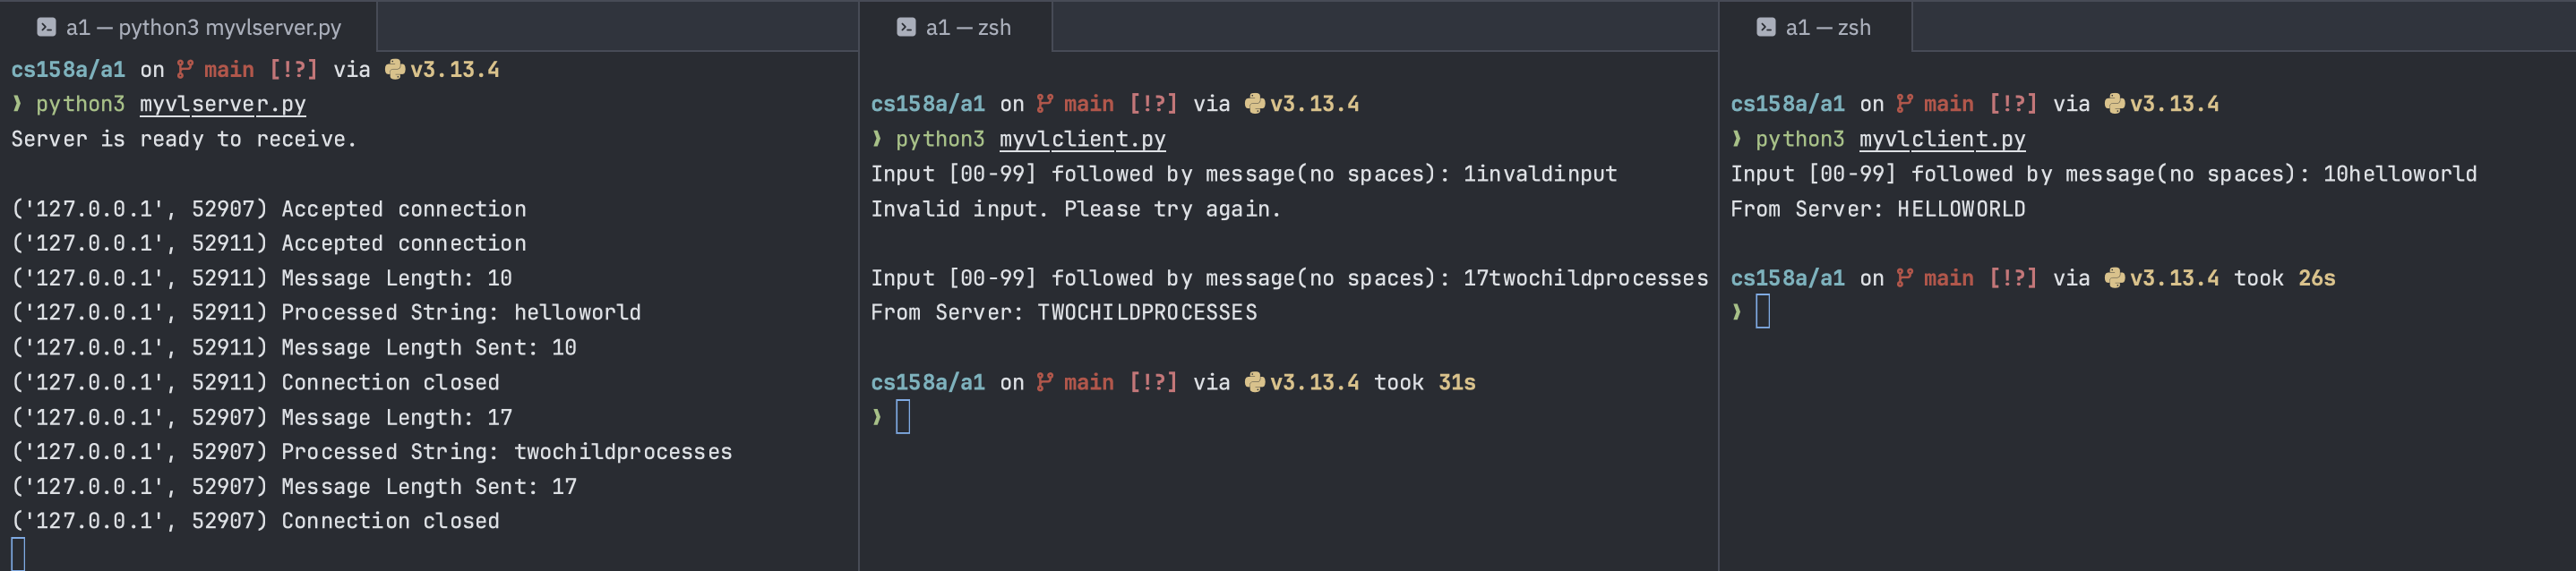 a1 — python3 myvlserver.py
cs158a/a1 on main [!?] via v3.13.4
❯ python3 myvlserver.py
Server is ready to receive.
('127.0.0.1', 52907) Accepted connection
('127.0.0.1', 52911) Accepted connection
('127.0.0.1', 52911) Message Length: 10
('127.0.0.1', 52911) Processed String: helloworld
('127.0.0.1', 52911) Message Length Sent: 10
('127.0.0.1', 52911) Connection closed
('127.0.0.1', 52907) Message Length: 17
('127.0.0.1', 52907) Processed String: twochildprocesses
('127.0.0.1', 52907) Message Length Sent: 17
('127.0.0.1', 52907) Connection closed
a1 — zsh
cs158a/a1 on main [!?] via v3.13.4
❯ python3 myvlclient.py
Input [00-99] followed by message(no spaces): 1invaldinput
Invalid input. Please try again.
Input [00-99] followed by message(no spaces): 17twochildprocesses
From Server: TWOCHILDPROCESSES
cs158a/a1 on main [!?] via v3.13.4 took 31s
❯
a1 — zsh
cs158a/a1 on main [!?] via v3.13.4
❯ python3 myvlclient.py
Input [00-99] followed by message(no spaces): 10helloworld
From Server: HELLOWORLD
cs158a/a1 on main [!?] via v3.13.4 took 26s
❯